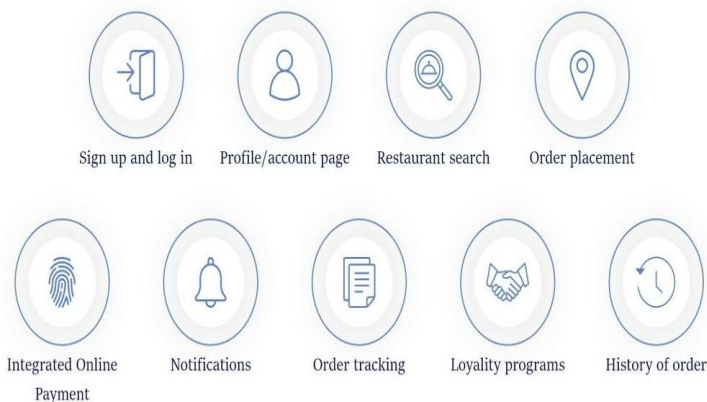 Sign up and log in
Profile/account page
Restaurant search
Order placement
Integrated Online
Payment
Notifications
Order tracking
Loyality programs
History of order